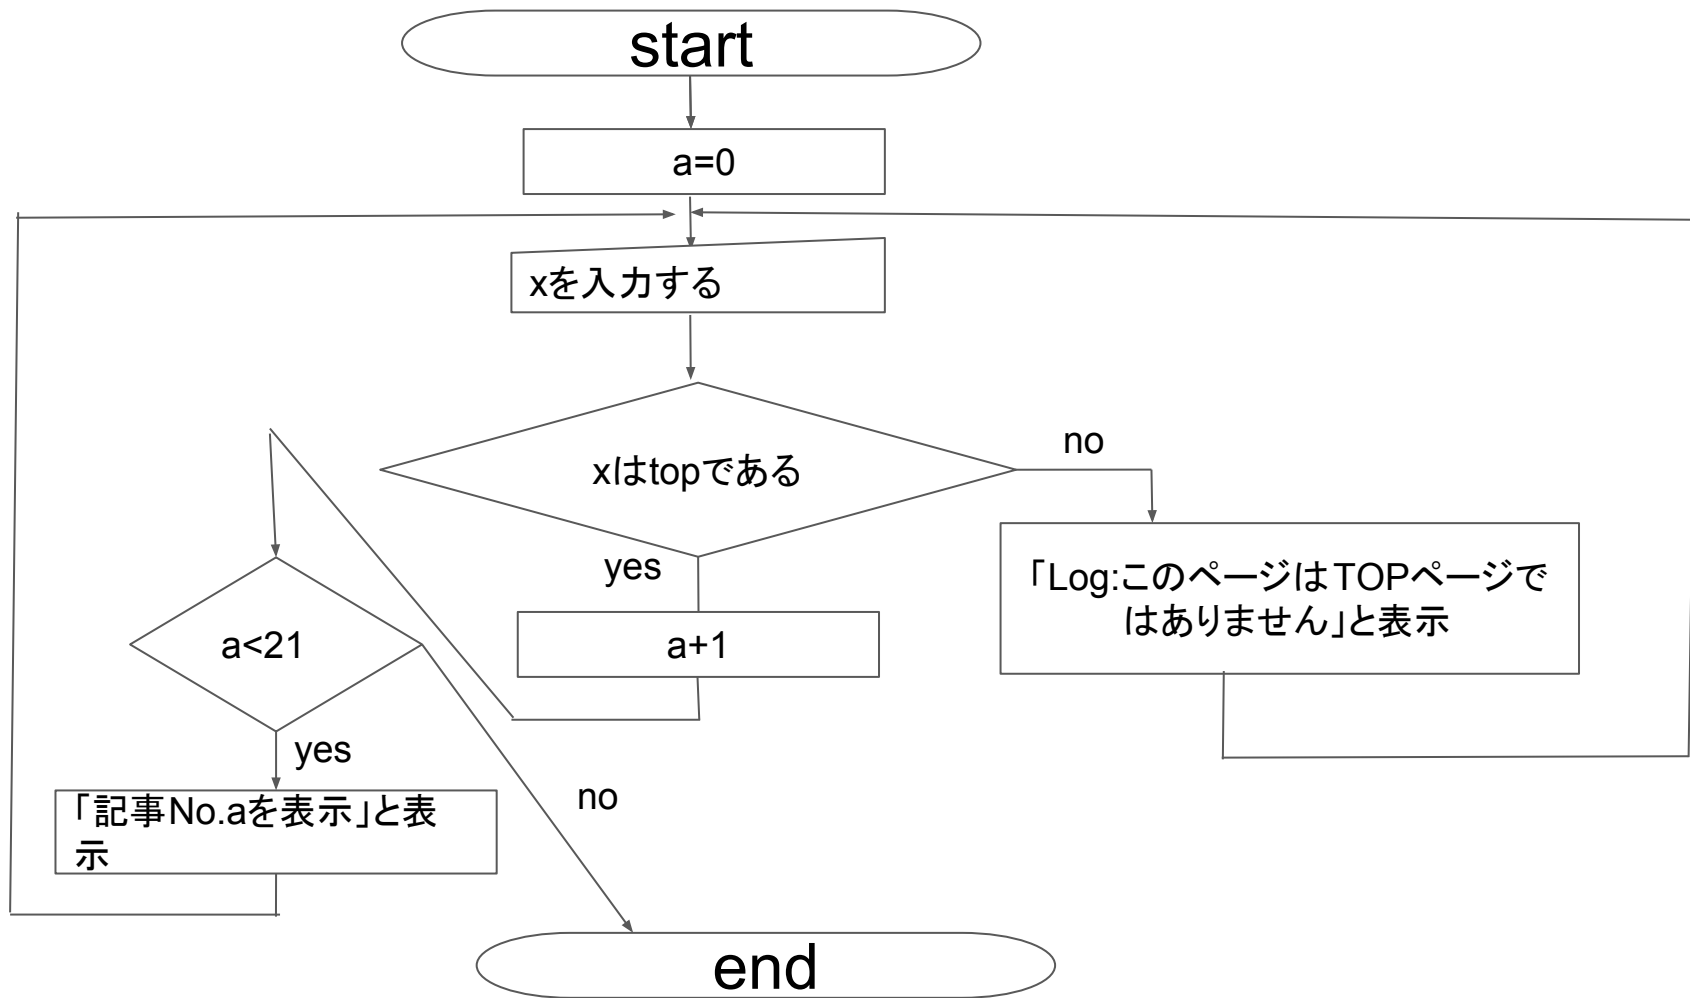 start
a=0
xを入力する
xはtopである
no
yes
「Log:このページはTOPページで
はありません」と表示
a+1
a<21
yes
「記事No.aを表示」と表
示
no
end